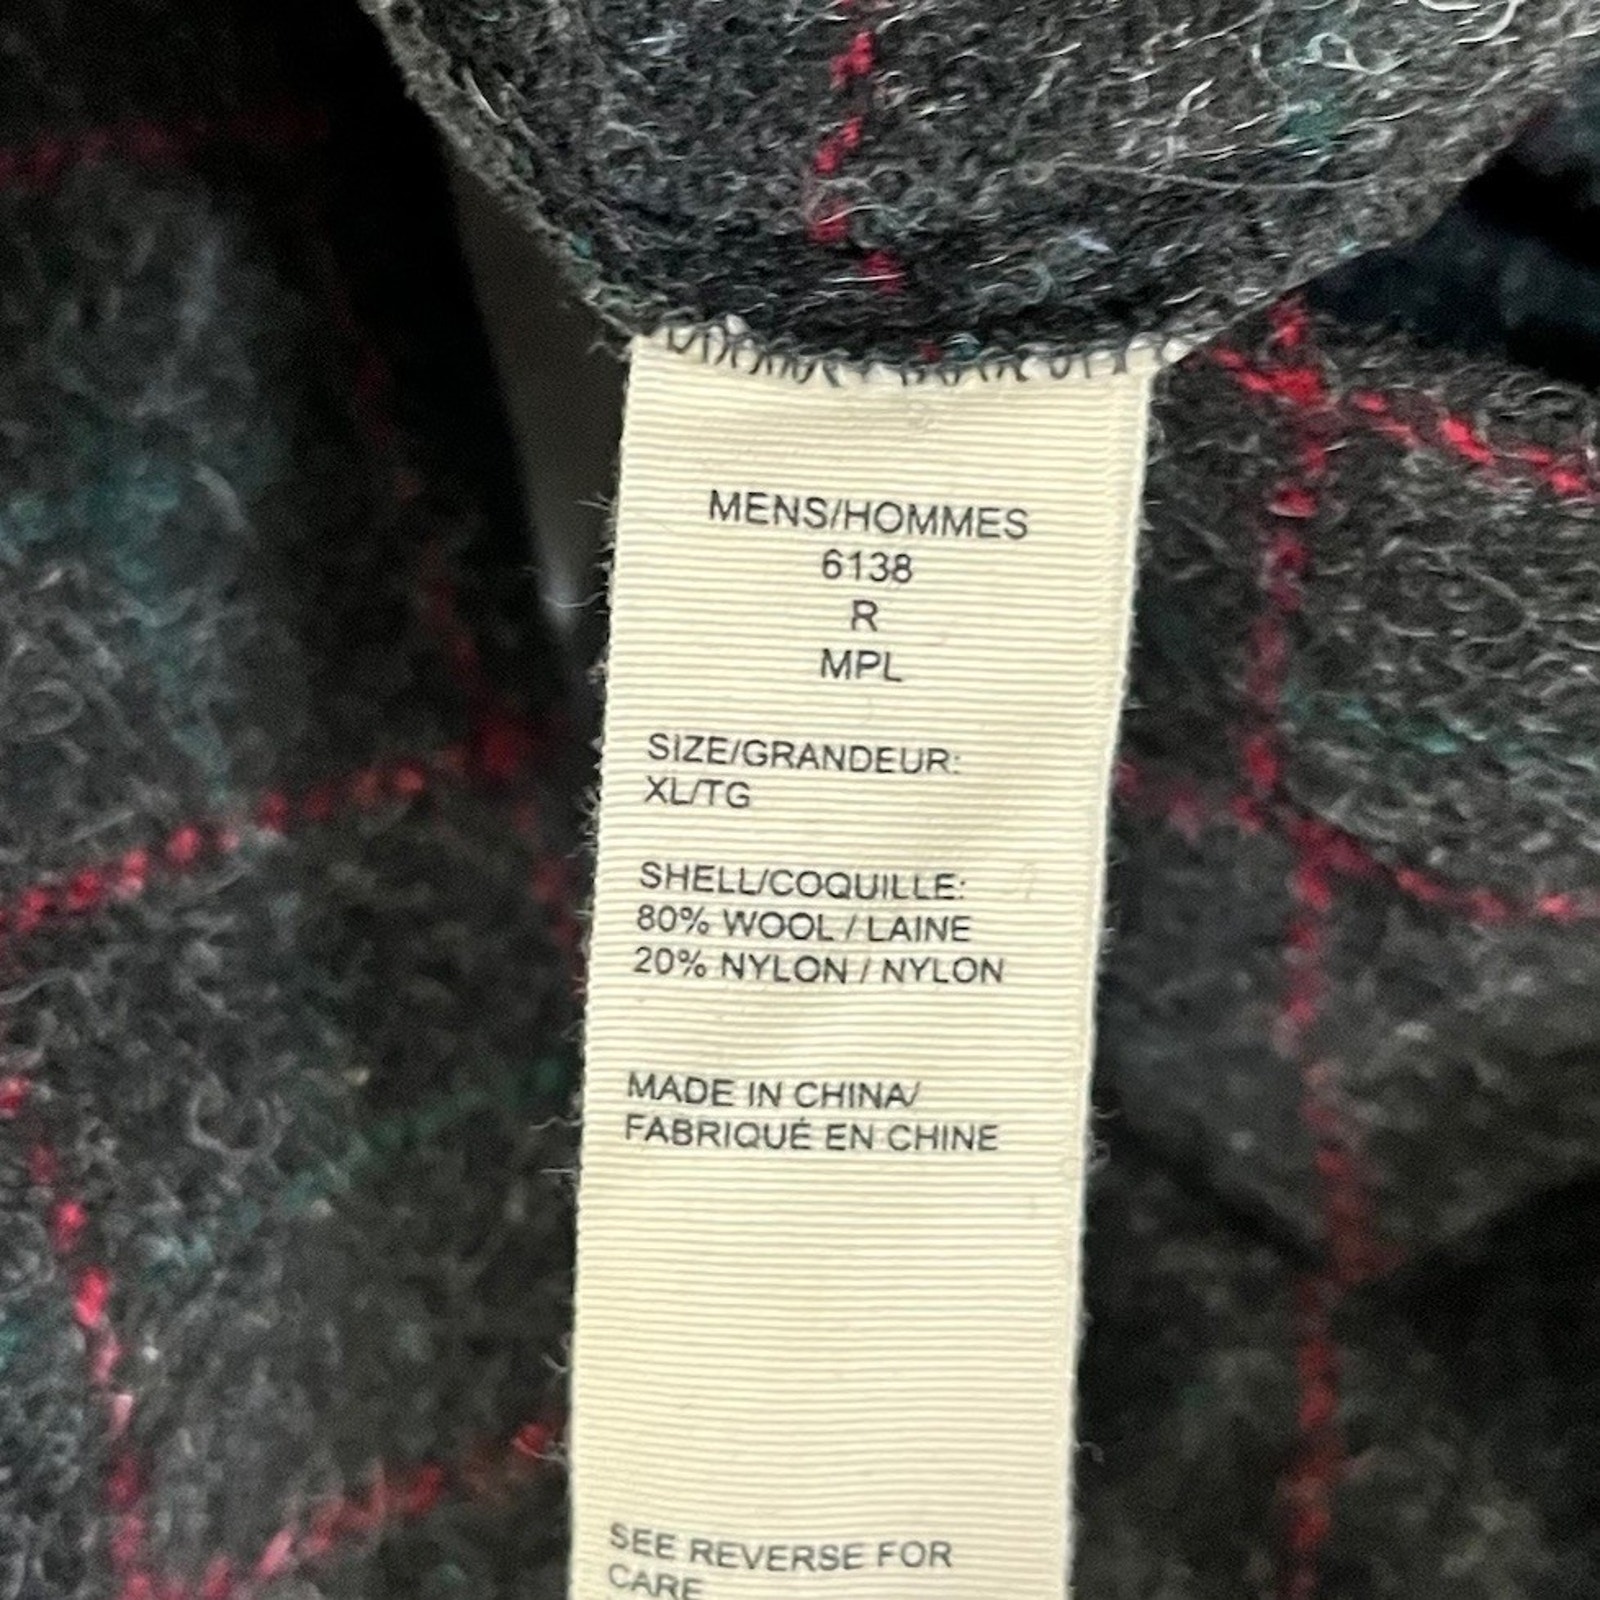 MENS/HOMMES
6138
R
MPL
SIZE/GRANDEUR:
XL/TG
SHELL/COQUILLE:
80% WOOL / LAINE
20% NYLON / NYLON
MADE IN CHINA/
FABRIQUÉ EN CHINE
SEE REVERSE FOR
CARE